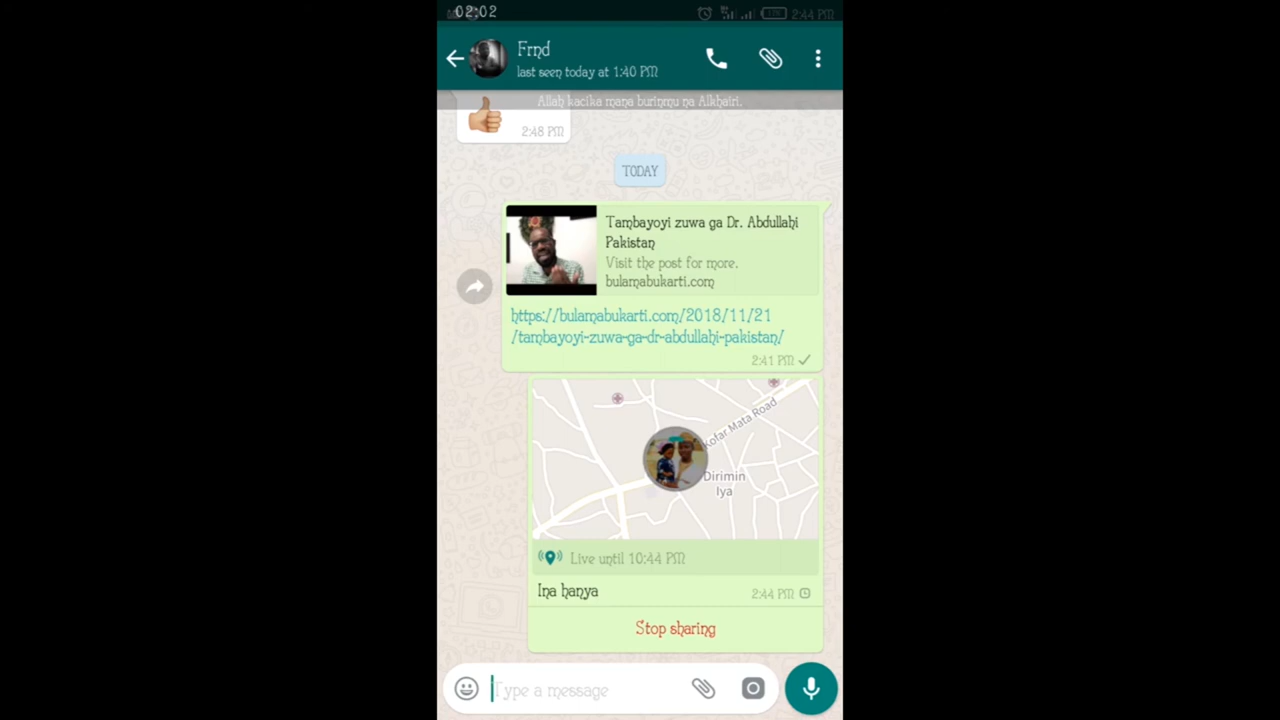 02:02
2:44 PM
Frnd
last seen today at 1:40 PM
Allah kacika mana burinmu na Alkhairi.
2:48 PM
TODAY
Tambayoyi zuwa ga Dr. Abdullahi
Pakistan
Visit the post for more.
bulamabukarti.com
https://bulamabukarti.com/2018/11/21
/tambayoyi-zuwa-ga-dr-abdullahi-pakistan/
2:41 PM
Kofar Mata Road
Dirimin
Iya
Live until 10:44 PM
Ina hanya
2:44 PM
Stop sharing
Type a message